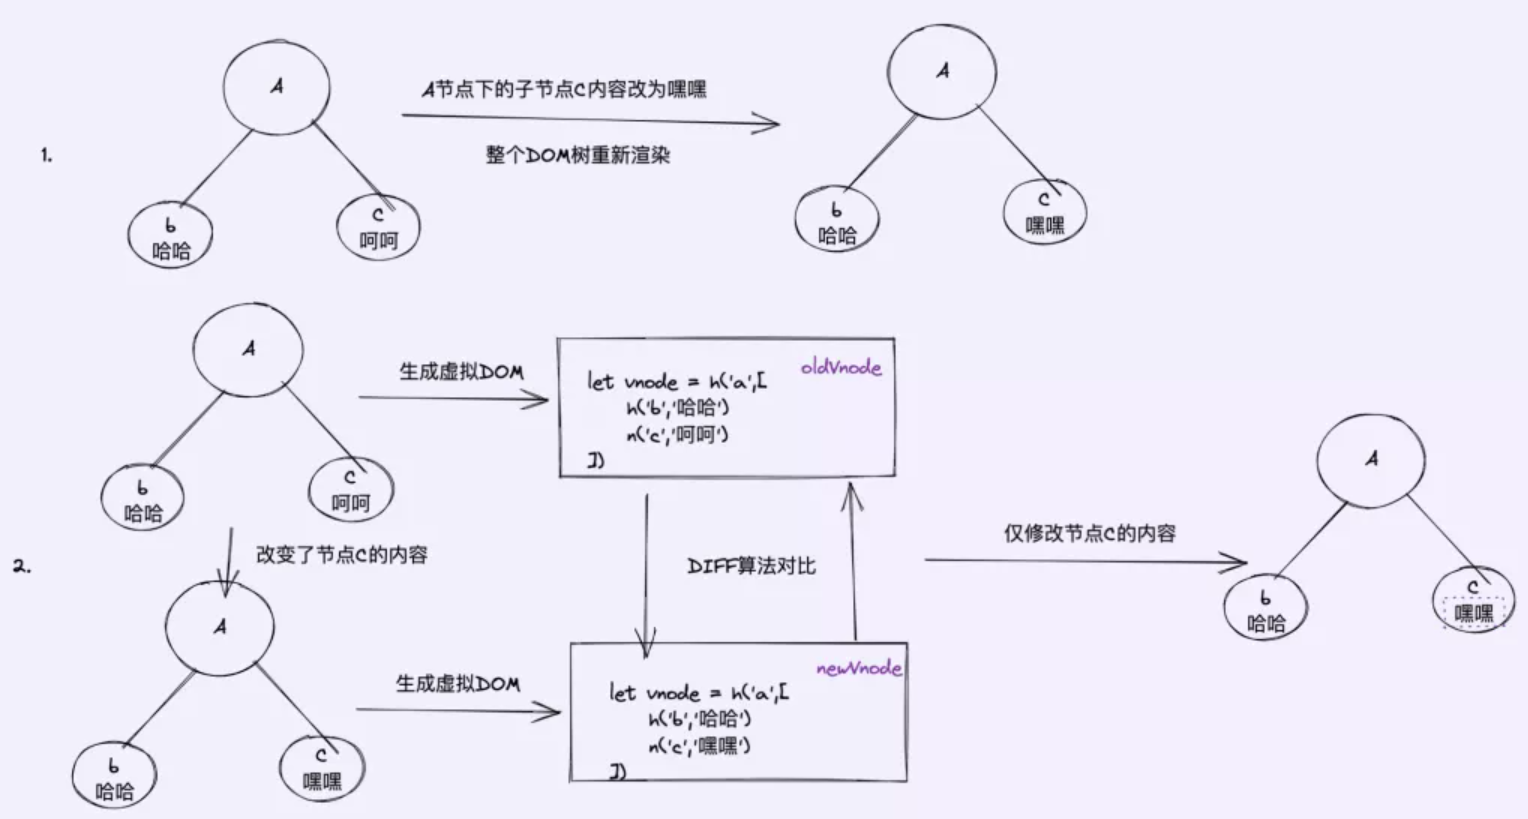 1.
A
b
哈哈
C
呵呵
A节点下的子节点C内容改为嘿嘿
整个DOM树重新渲染
A
b
哈哈
C
嘿嘿
2.
A
b
哈哈
C
呵呵
生成虚拟DOM
oldVnode
let vnode = h('a',[
h('b','哈哈')
n('c','呵呵')
])
改变了节点C的内容
DIFF算法对比
A
b
哈哈
C
嘿嘿
生成虚拟DOM
newVnode
let vnode = h('a',[
h('b','哈哈')
n('c','嘿嘿')
])
仅修改节点C的内容
A
b
哈哈
C
嘿嘿